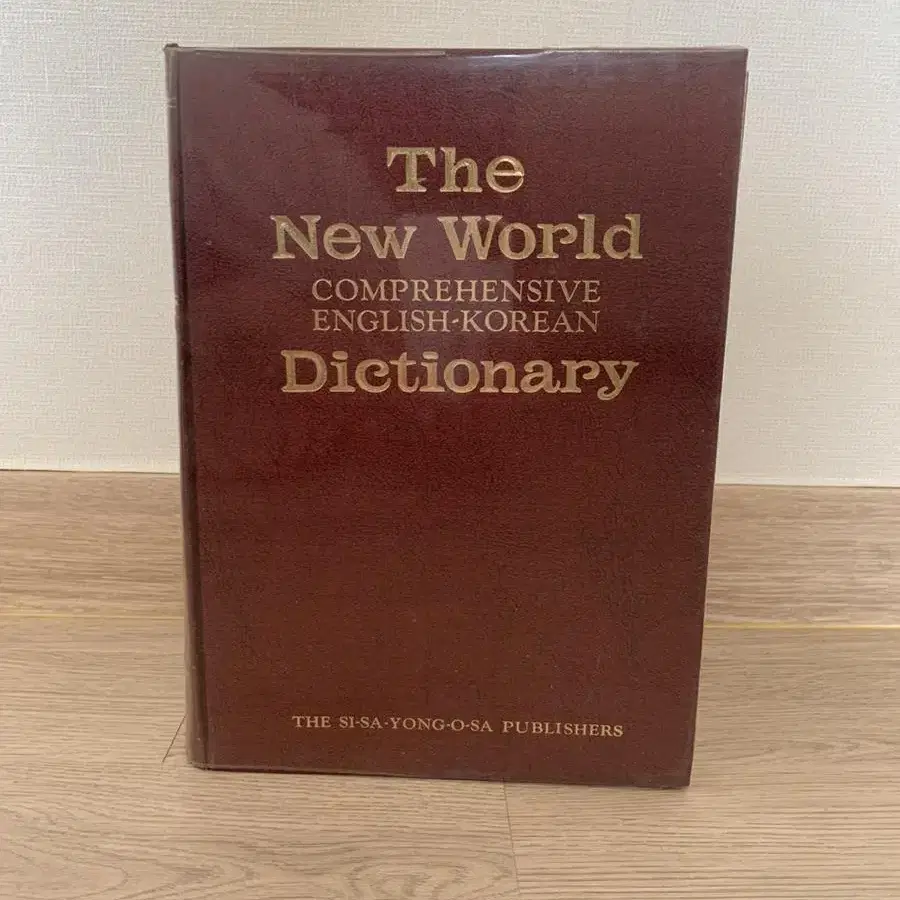 The
New World
COMPREHENSIVE
ENGLISH-KOREAN
Dictionary
THE SI-SA-YONG-O-SA PUBLISHERS